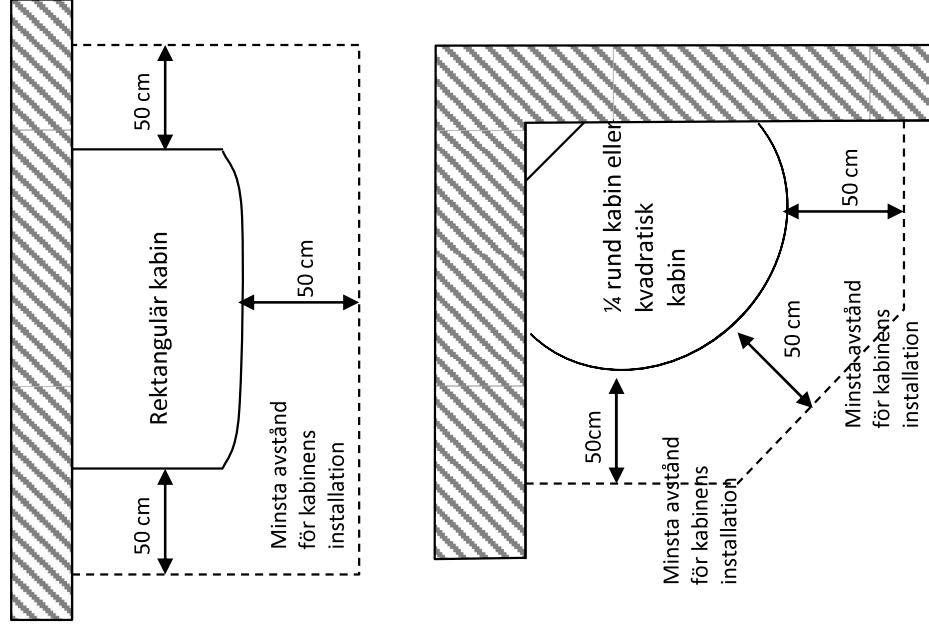 50 cm
Rektangulär kabin
50 cm
50 cm
Minsta avstånd
för kabinens
installation
¼ rund kabin eller
kvadratisk
kabin
50 cm
50 cm
50cm
Minsta avstånd
för kabinens
installation
Minsta avstånd
för kabinens
installation